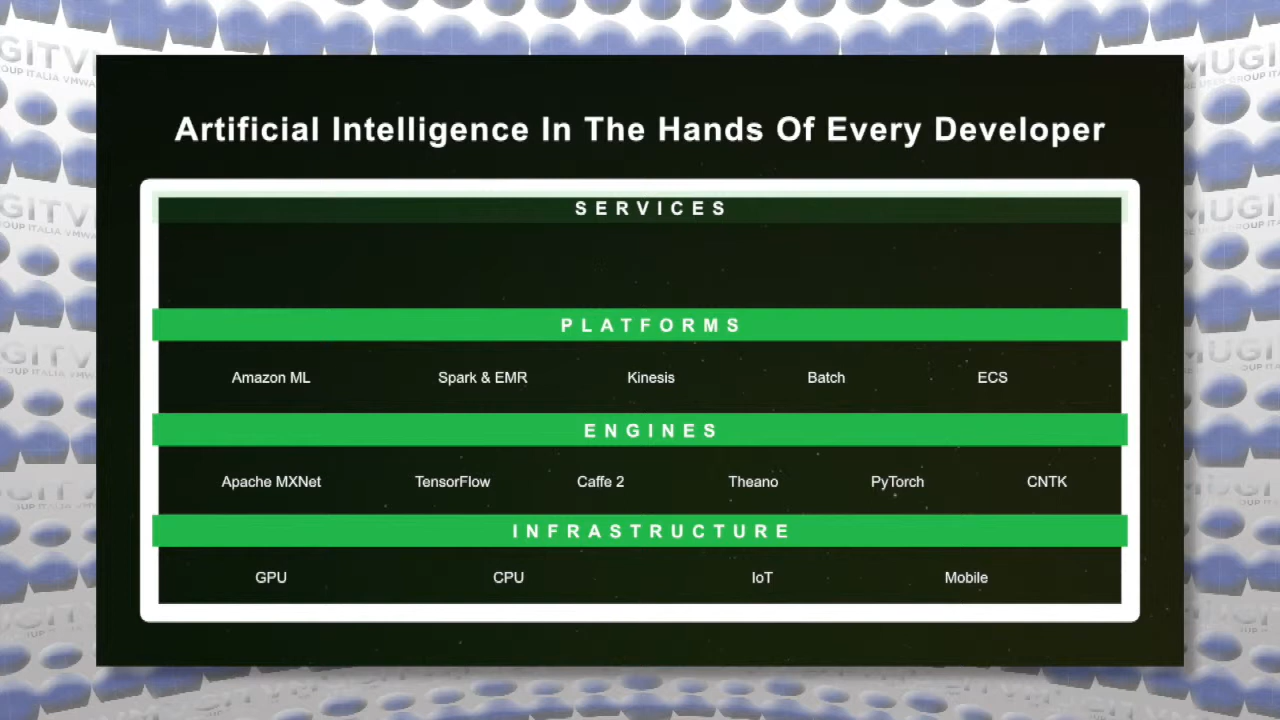 Artificial Intelligence In The Hands Of Every Developer
SERVICES
PLATFORMS
Amazon ML Spark & EMR Kinesis Batch ECS
ENGINES
Apache MXNet TensorFlow Caffe 2 Theano PyTorch CNTK
INFRASTRUCTURE
GPU CPU IoT Mobile